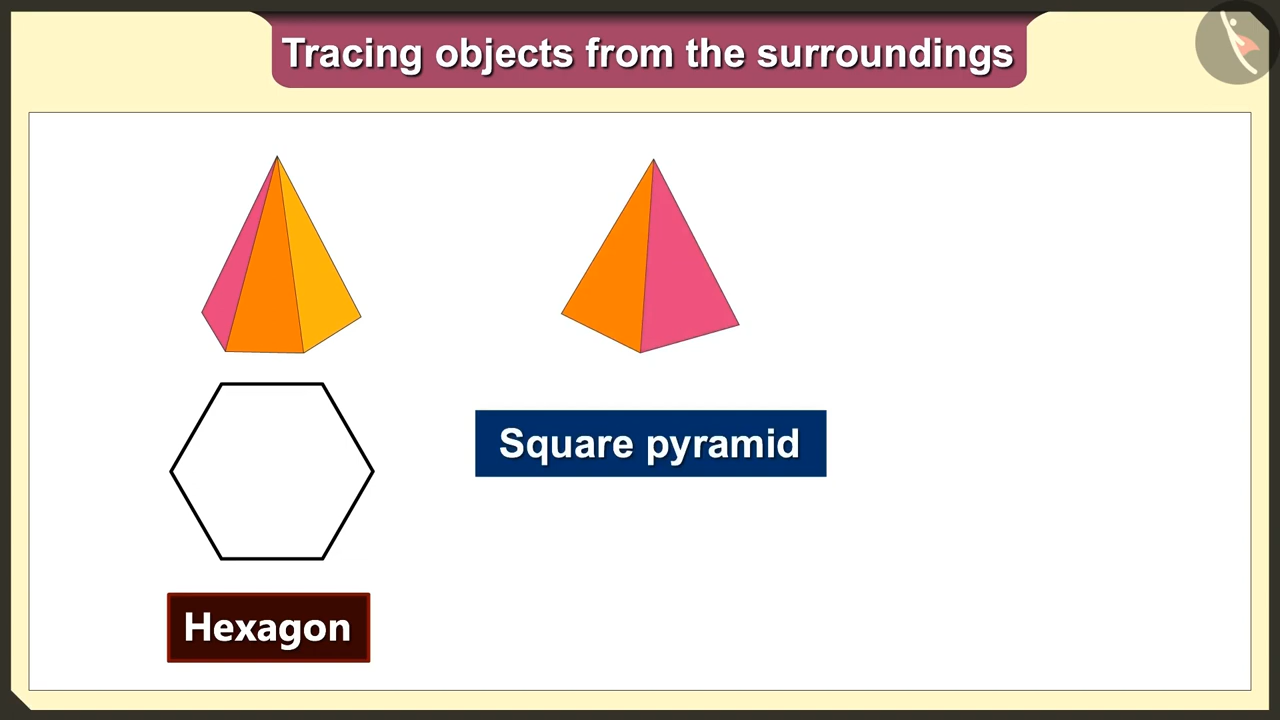 Tracing objects from the surroundings
Square pyramid
Hexagon